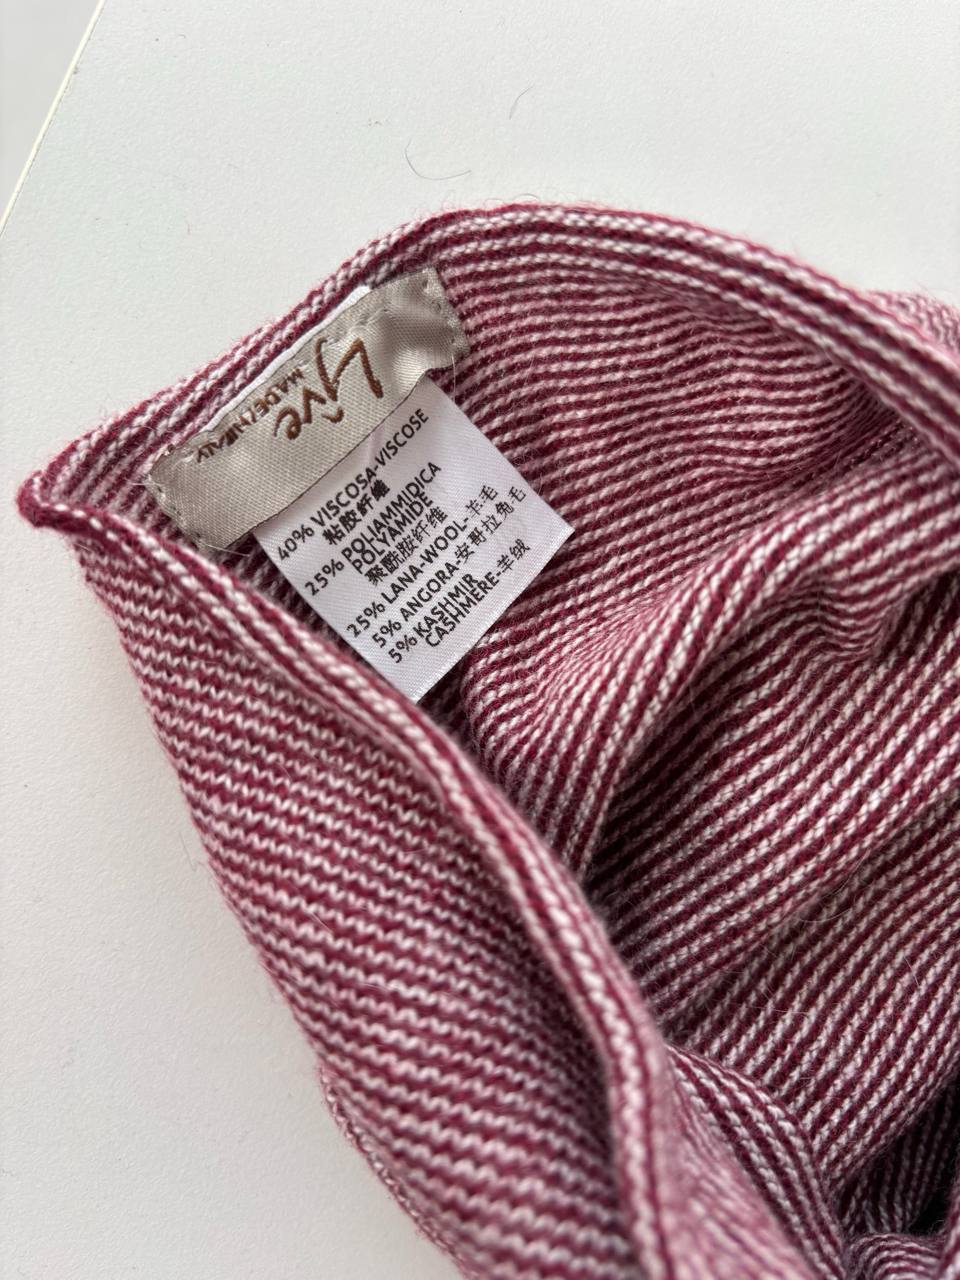 Lyve
MADE IN
40% VISCOSA-VISCOSE
粘胶纤维
25% POLIAMMIDICA
POLYAMIDE
聚酰胺纤维
25% LANA-WOOL-羊毛
5% ANGORA-安哥拉兔毛
5% KASHMIR
CASHMERE-羊绒